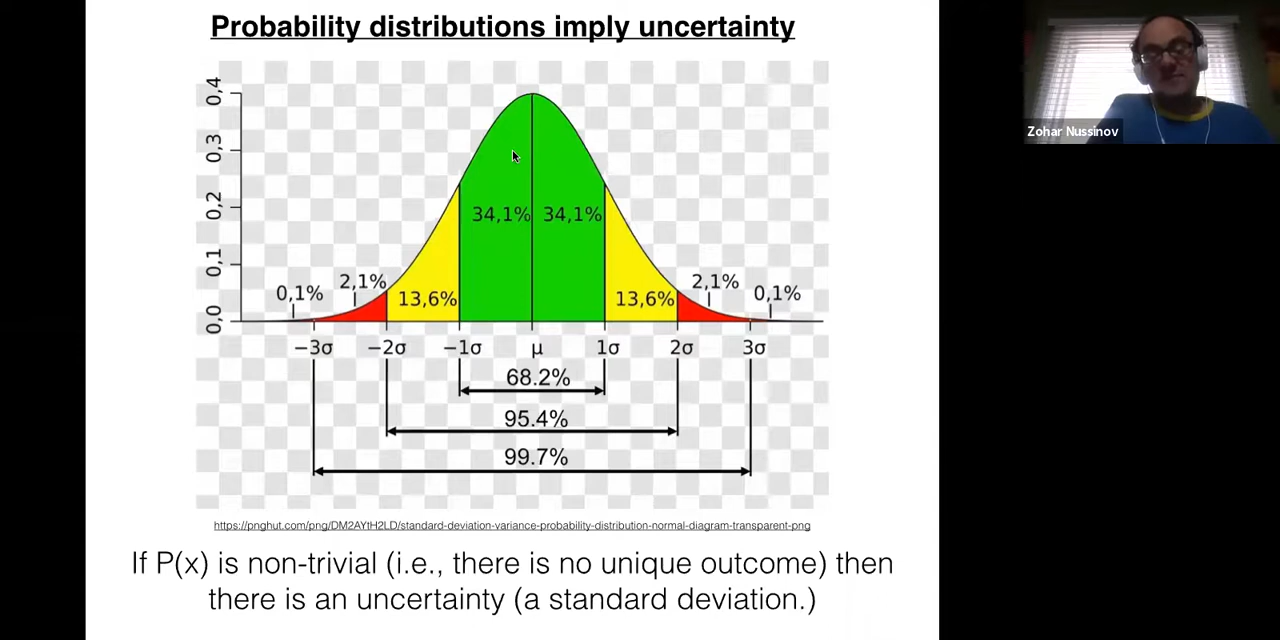 Probability distributions imply uncertainty
0,4
0,3
0,2
0,1
0,0
34,1% 34,1%
0,1% 2,1% 13,6% 13,6% 2,1% 0,1%
−3σ −2σ −1σ μ 1σ 2σ 3σ
68.2%
95.4%
99.7%
https://pnghut.com/png/DM2AYtH2LD/standard-deviation-variance-probability-distribution-normal-diagram-transparent-png
If P(x) is non-trivial (i.e., there is no unique outcome) then
there is an uncertainty (a standard deviation.)
Zohar Nussinov